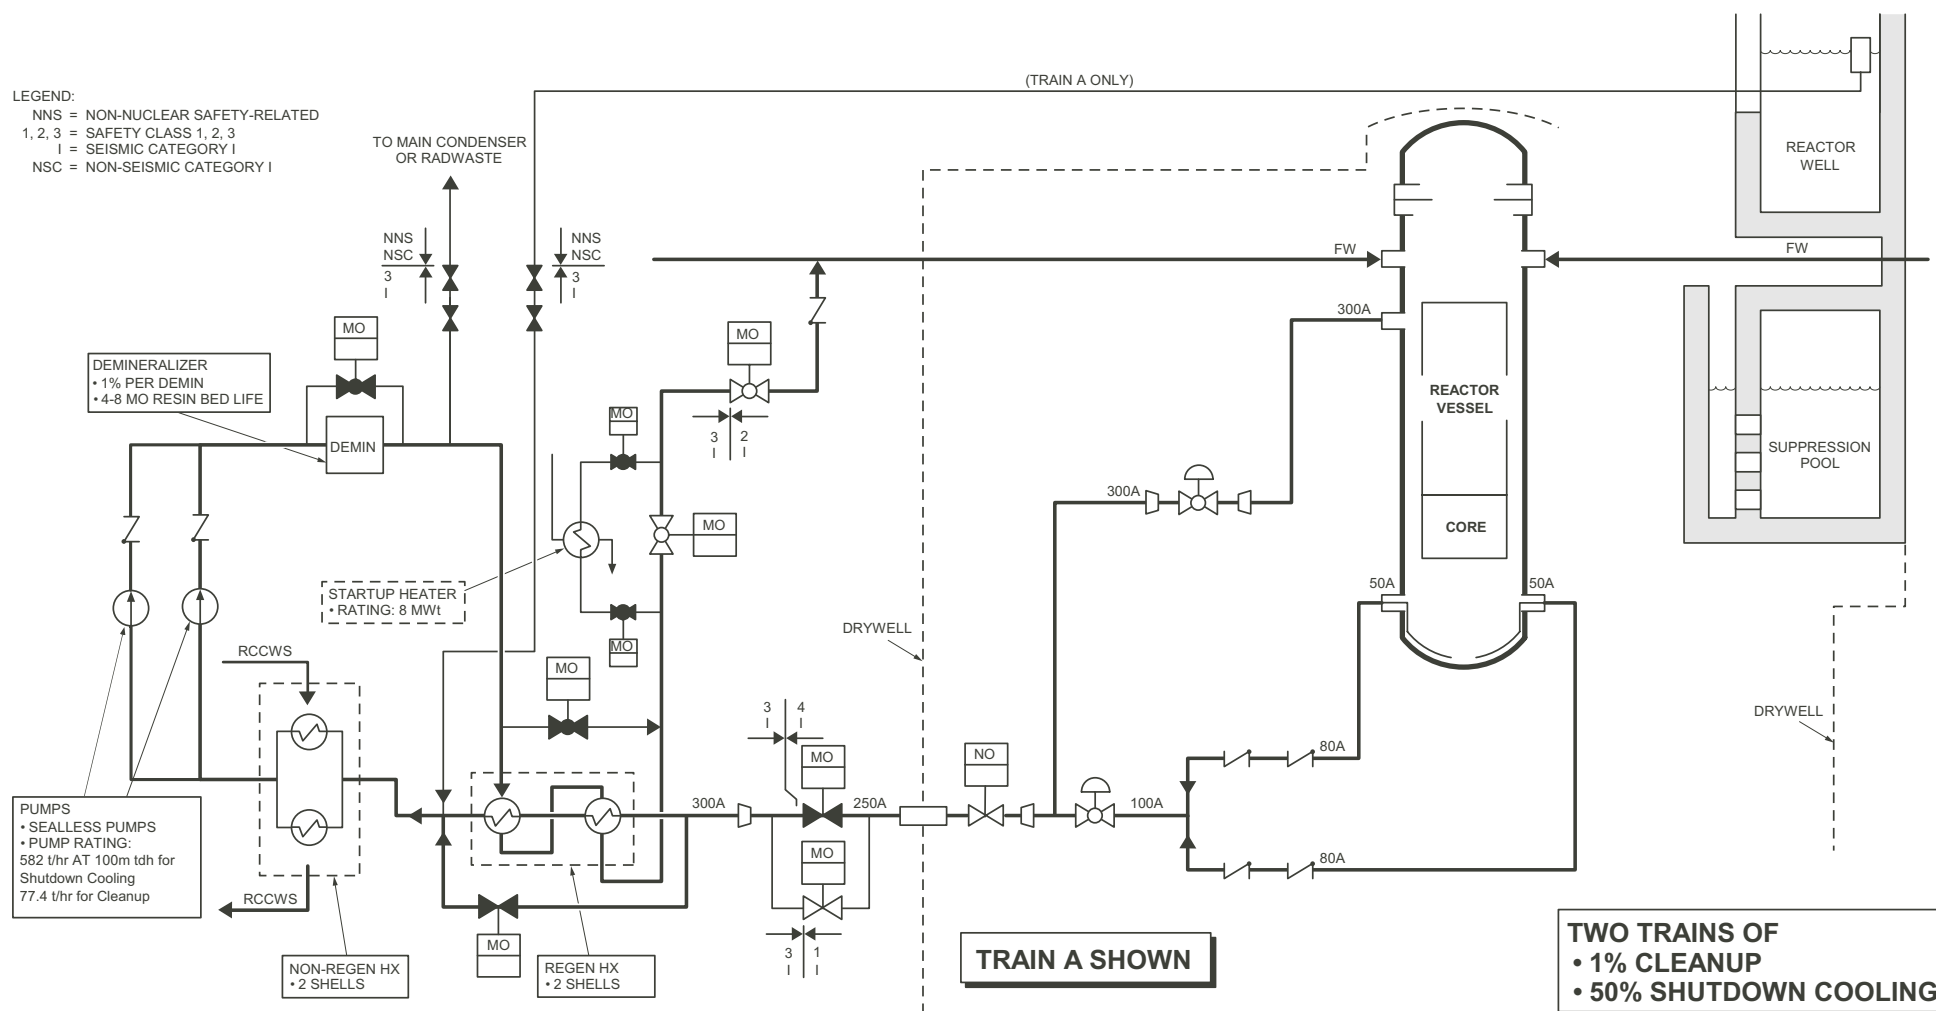 (TRAIN A ONLY)
LEGEND:
NNS = NON-NUCLEAR SAFETY-RELATED
1, 2, 3 = SAFETY CLASS 1, 2, 3
I = SEISMIC CATEGORY I
NSC = NON-SEISMIC CATEGORY I
TO MAIN CONDENSER
OR RADWASTE
REACTOR
WELL
NNS
NSC
3
I
NNS
NSC
3
I
FW
FW
300A
MO
MO
DEMINERALIZER
• 1% PER DEMIN
• 4-8 MO RESIN BED LIFE
REACTOR
VESSEL
MO
3
I
2
I
DEMIN
SUPPRESSION
POOL
300A
MO
CORE
STARTUP HEATER
• RATING: 8 MWt
50A
50A
DRYWELL
MO
RCCWS
MO
3
I
4
I
DRYWELL
MO
NO
80A
300A
250A
100A
PUMPS
• SEALLESS PUMPS
• PUMP RATING:
582 t/hr AT 100m tdh for
Shutdown Cooling
77.4 t/hr for Cleanup
MO
80A
RCCWS
MO
3
I
1
I
NON-REGEN HX
• 2 SHELLS
REGEN HX
• 2 SHELLS
TRAIN A SHOWN
TWO TRAINS OF
• 1% CLEANUP
• 50% SHUTDOWN COOLING